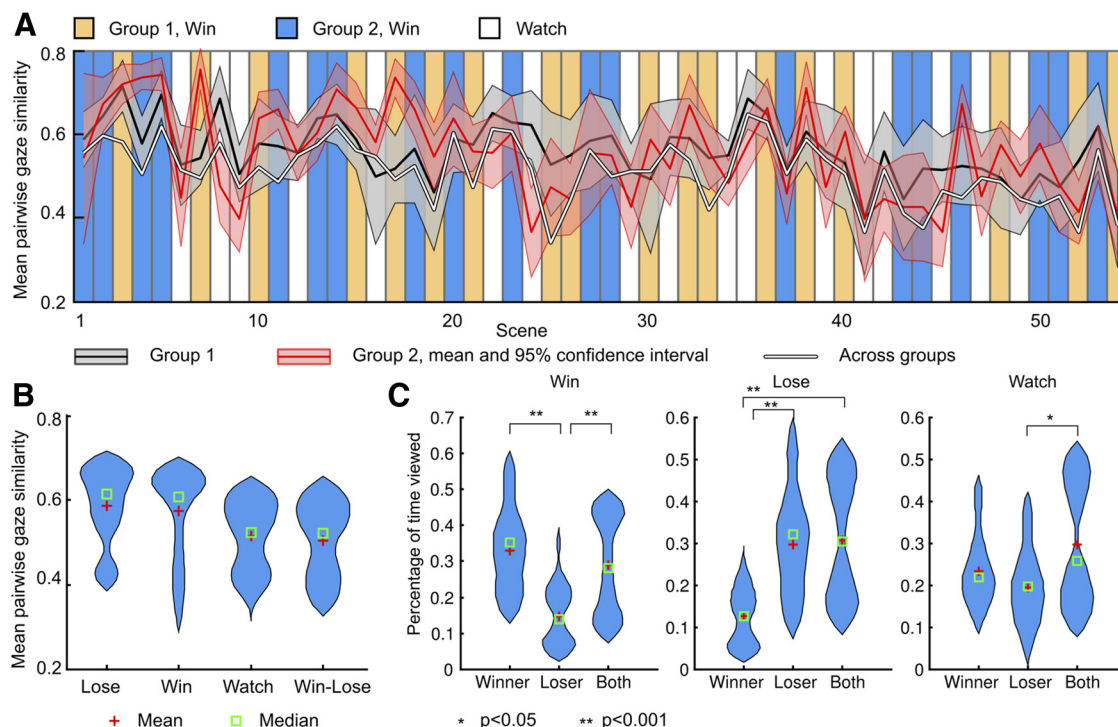 A
Group 1, Win
Group 2, Win
Watch
Mean pairwise gaze similarity
0.8
0.6
0.4
0.2
1 10 20 30 40 50
Scene
Group 1
Group 2, mean and 95% confidence interval
Across groups
B
Mean pairwise gaze similarity
0.8
0.6
0.4
0.2
Lose Win Watch Win-Lose
Mean
Median
C
Percentage of time viewed
Win
0.7
0.6
0.5
0.4
0.3
0.2
0.1
0
** **
Winner Loser Both
Lose
0.6
0.5
0.4
0.3
0.2
0.1
0
**
**
Winner Loser Both
Watch
0.6
0.5
0.4
0.3
0.2
0.1
0
*
Winner Loser Both
* p<0.05 ** p<0.001